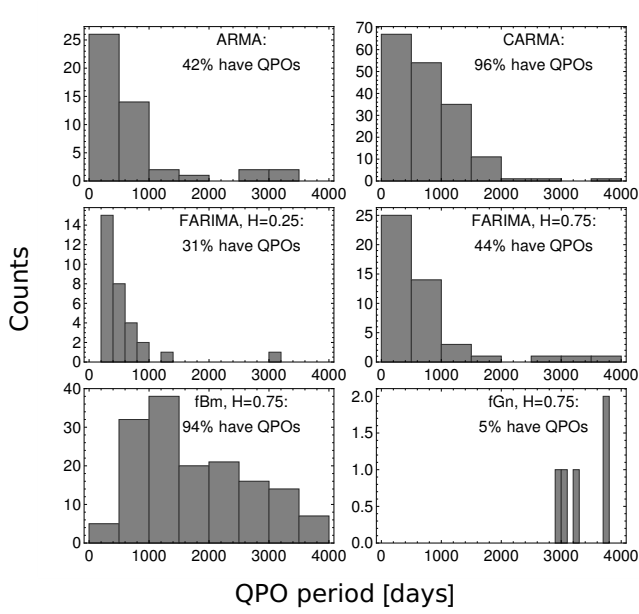 ARMA:
42% have QPOs
25
20
15
10
5
0
0 1000 2000 3000 4000
CARMA:
96% have QPOs
70
60
50
40
30
20
10
0
0 1000 2000 3000 4000
FARIMA, H=0.25:
31% have QPOs
14
12
10
8
6
4
2
0
0 1000 2000 3000 4000
FARIMA, H=0.75:
44% have QPOs
25
20
15
10
5
0
0 1000 2000 3000 4000
fBm, H=0.75:
94% have QPOs
40
30
20
10
0
0 1000 2000 3000 4000
fGn, H=0.75:
5% have QPOs
2.0
1.5
1.0
0.5
0.0
0 1000 2000 3000 4000
Counts
QPO period [days]